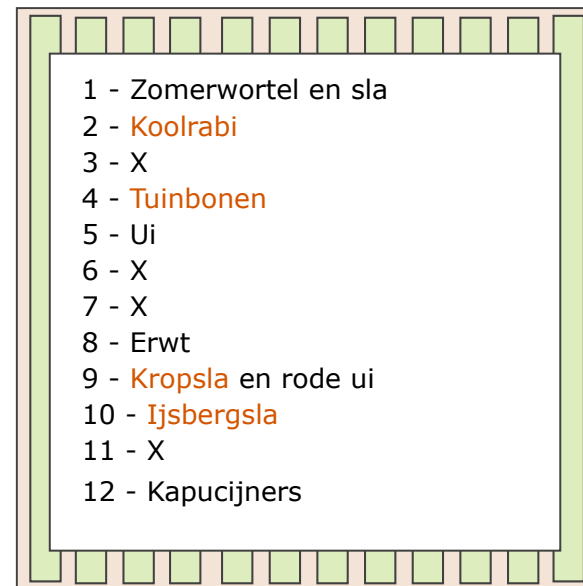 1 - Zomerwortel en sla
2 - Koolrabi
3 - X
4 - Tuinbonen
5 - Ui
6 - X
7 - X
8 - Erwt
9 - Kropsla en rode ui
10 - Ijsbergsla
11 - X
12 - Kapucijners